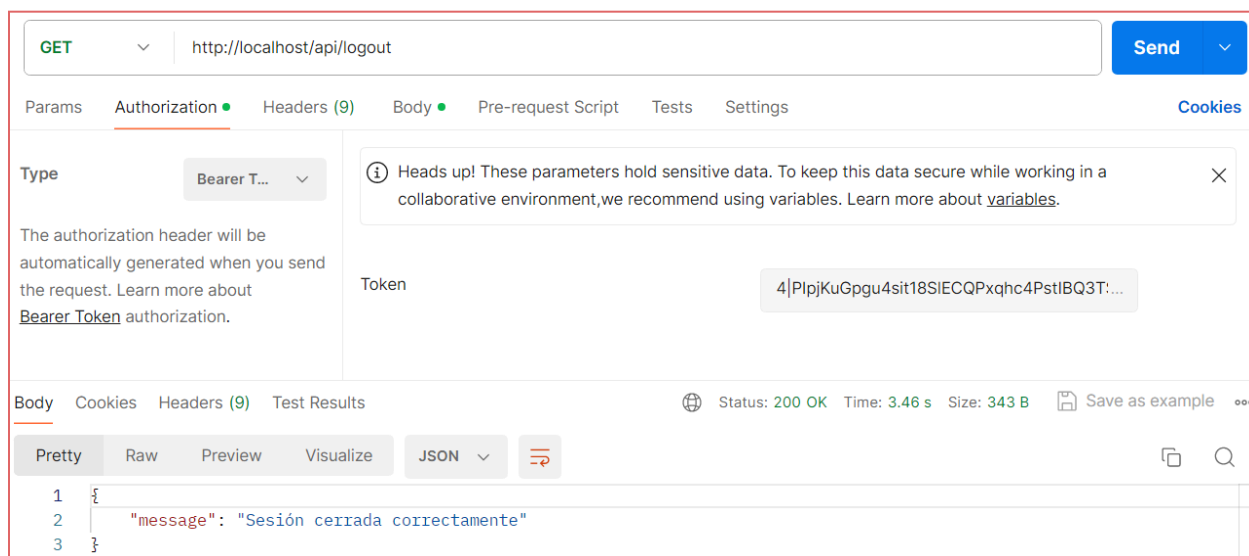 GET http://localhost/api/logout Send
Params Authorization Headers (9) Body Pre-request Script Tests Settings Cookies
Type Bearer T...
The authorization header will be
automatically generated when you send
the request. Learn more about
Bearer Token authorization.
Heads up! These parameters hold sensitive data. To keep this data secure while working in a
collaborative environment,we recommend using variables. Learn more about variables.
Token
Body Cookies Headers (9) Test Results Status: 200 OK Time: 3.46 s Size: 343 B Save as example
Pretty Raw Preview Visualize JSON
1 {
2 "message": "Sesión cerrada correctamente"
3 }